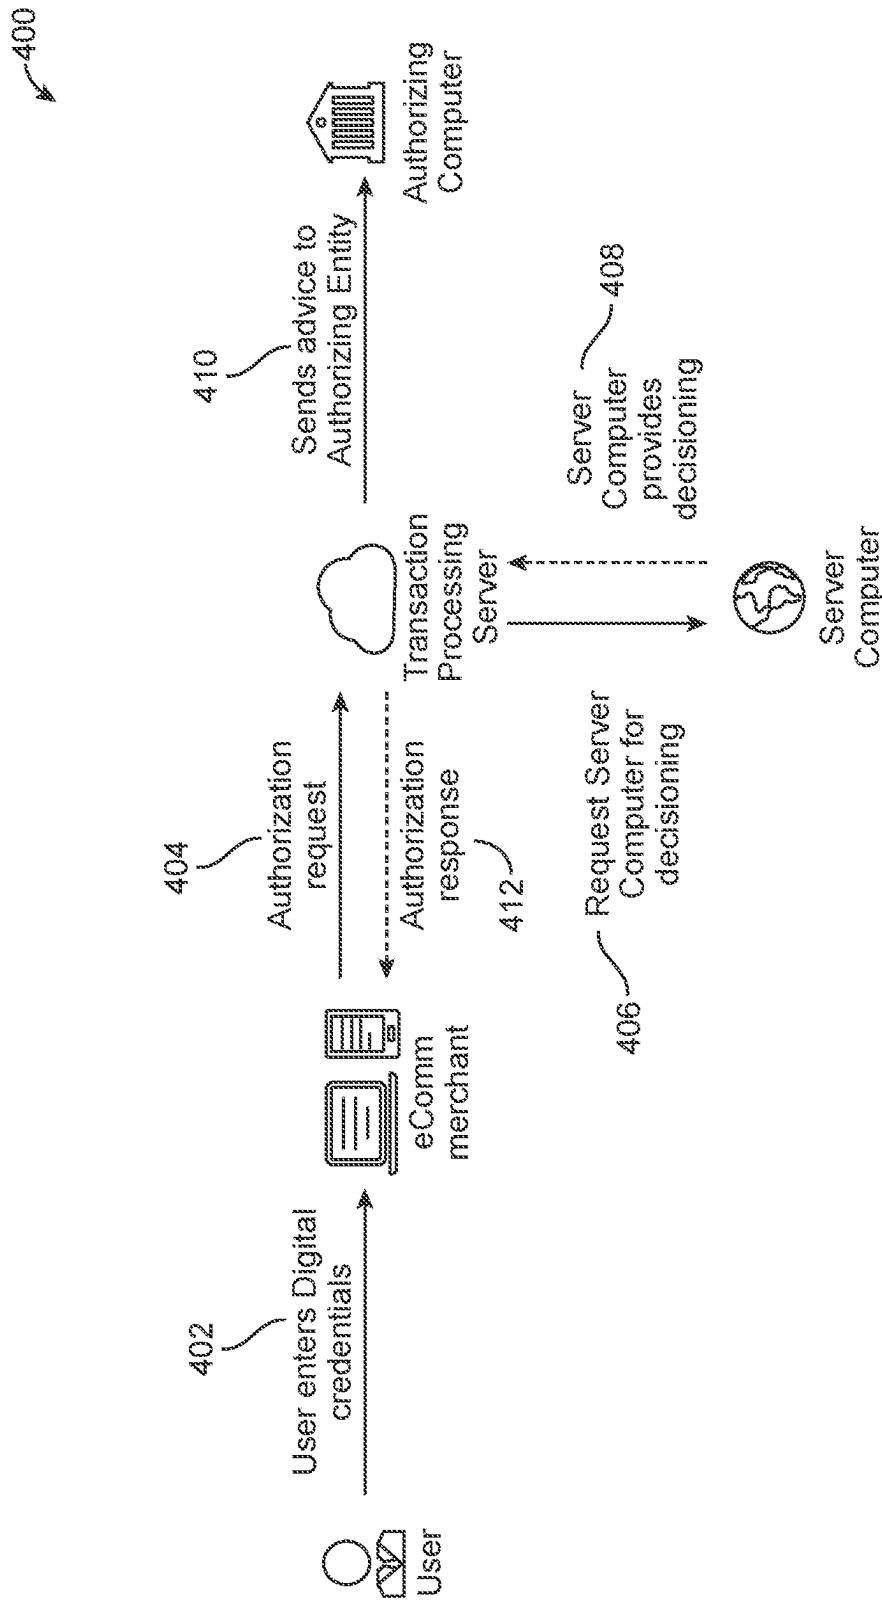 400
402
User enters Digital
credentials
User
eComm
merchant
404
Authorization
request
Authorization
response
412
Transaction
Processing
Server
410
Sends advice to
Authorizing Entity
Authorizing
Computer
406
Request Server
Computer for
decisioning
Server
Computer
provides
decisioning
408
Server
Computer